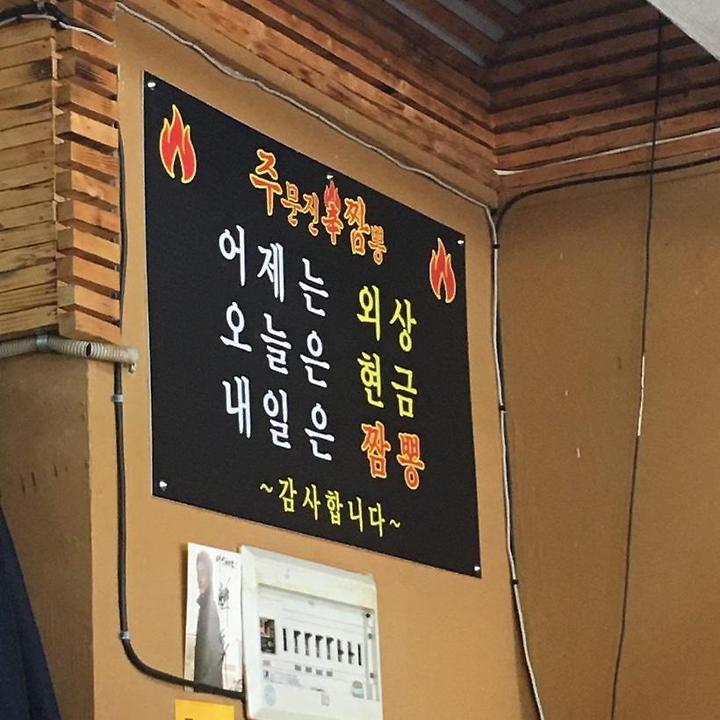 주문진쭉짬뽕
어제는 외상
오늘은 현금
내일은 짬뽕
~감사합니다~